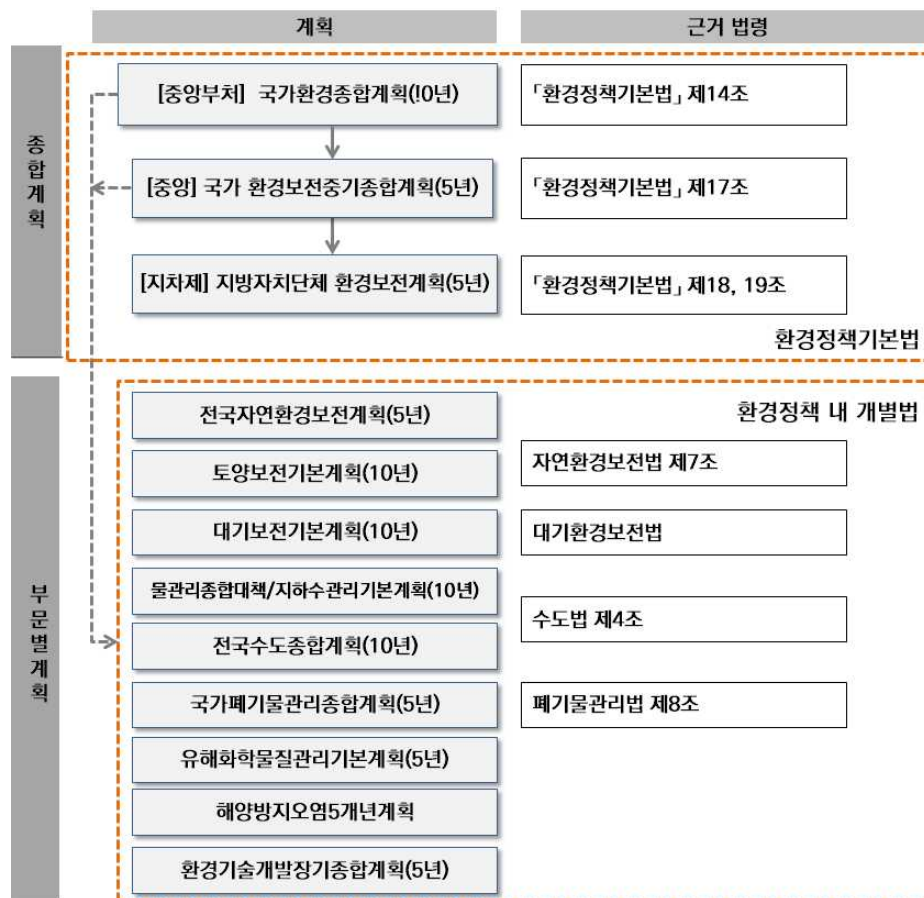 계획
근거 법령
종합계획
[중앙부처] 국가환경종합계획(!0년)
「환경정책기본법」 제14조
[중앙] 국가 환경보전중기종합계획(5년)
「환경정책기본법」 제17조
[지차제] 지방자치단체 환경보전계획(5년)
「환경정책기본법」 제18, 19조
환경정책기본법
부문별계획
환경정책 내 개별법
전국자연환경보전계획(5년)
자연환경보전법 제7조
토양보전기본계획(10년)
대기보전기본계획(10년)
대기환경보전법
물관리종합대책/지하수관리기본계획(10년)
수도법 제4조
전국수도종합계획(10년)
국가폐기물관리종합계획(5년)
폐기물관리법 제8조
유해화학물질관리기본계획(5년)
해양방지오염5개년계획
환경기술개발장기종합계획(5년)